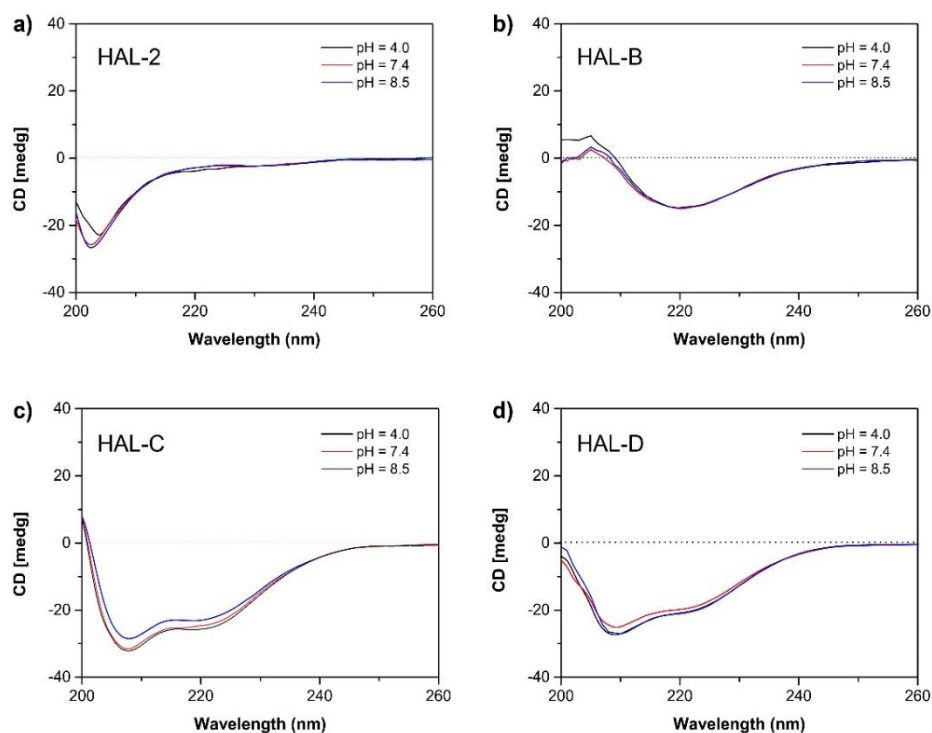 a)
HAL-2
pH = 4.0
pH = 7.4
pH = 8.5
CD [medg]
40
20
0
-20
-40
200 220 240 260
Wavelength (nm)
b)
HAL-B
pH = 4.0
pH = 7.4
pH = 8.5
CD [medg]
40
20
0
-20
-40
200 220 240 260
Wavelength (nm)
c)
HAL-C
pH = 4.0
pH = 7.4
pH = 8.5
CD [medg]
40
20
0
-20
-40
200 220 240 260
Wavelength (nm)
d)
HAL-D
pH = 4.0
pH = 7.4
pH = 8.5
CD [medg]
40
20
0
-20
-40
200 220 240 260
Wavelength (nm)